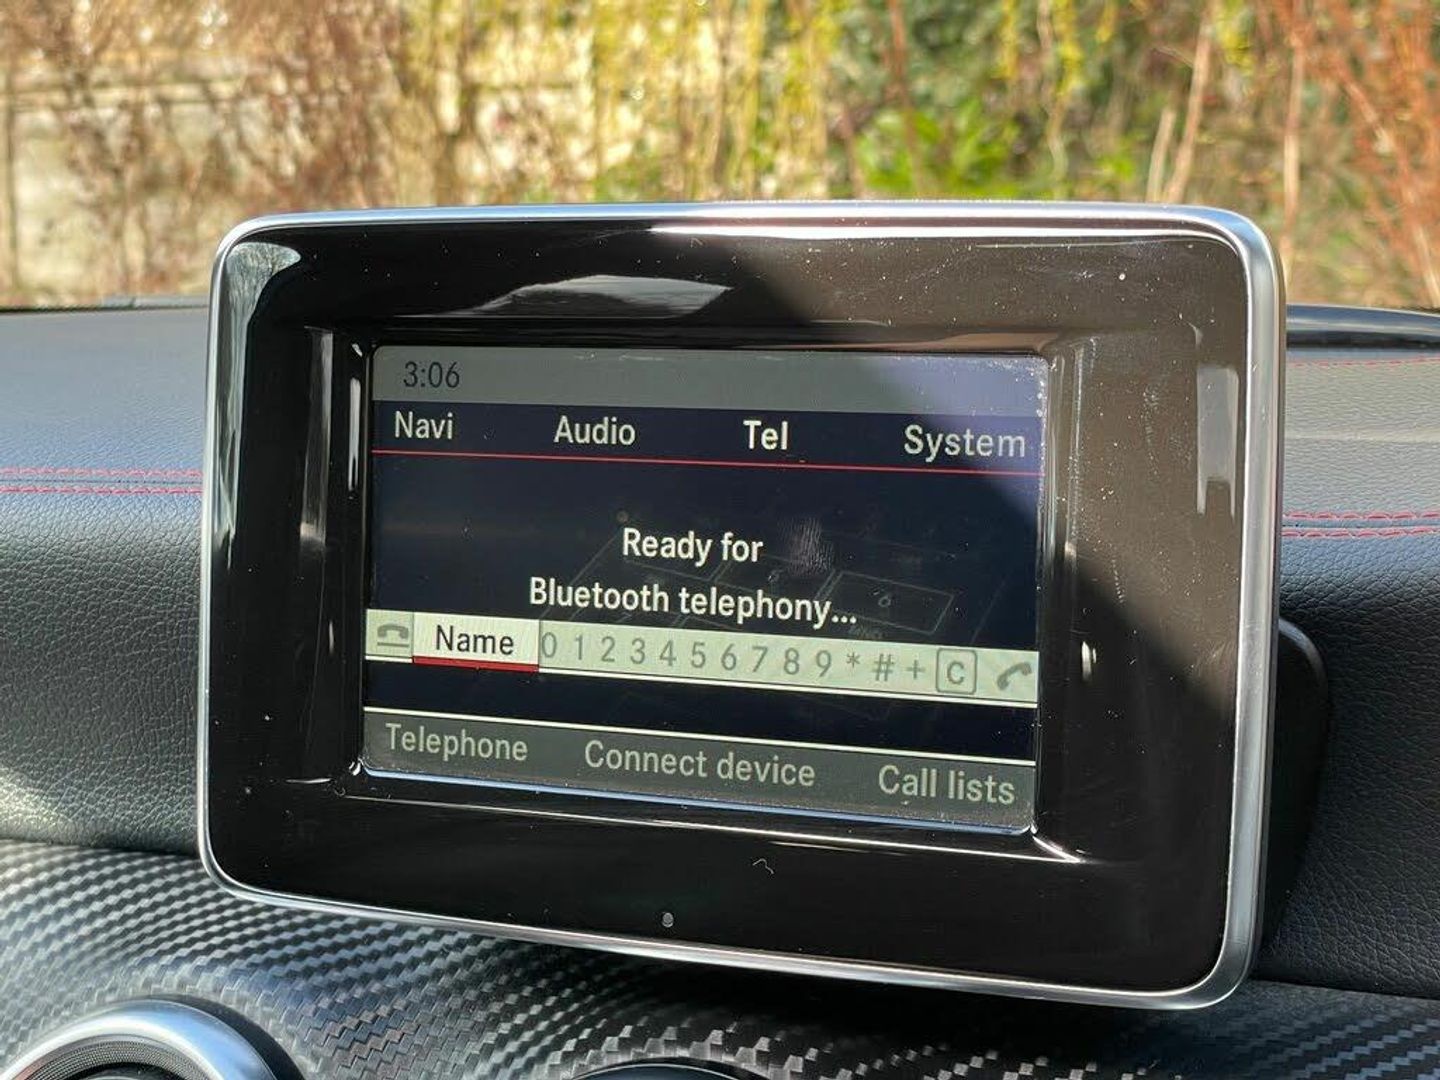 3:06
Navi Audio Tel System
Ready for
Bluetooth telephony...
Name 0 1 2 3 4 5 6 7 8 9 * # + C
Telephone Connect device Call lists